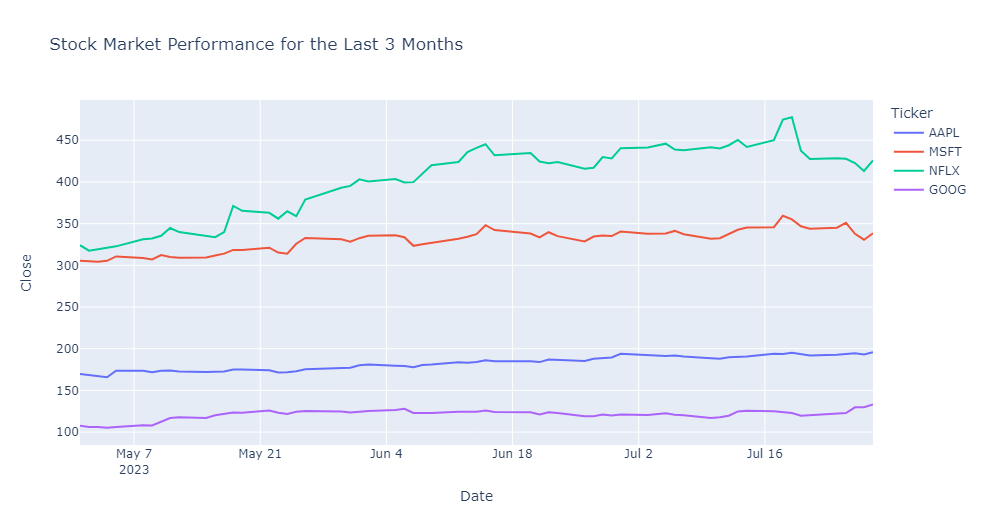 Stock Market Performance for the Last 3 Months
Ticker
AAPL
MSFT
NFLX
GOOG
Close
450
400
350
300
250
200
150
100
May 7
2023
May 21
Jun 4
Jun 18
Jul 2
Jul 16
Date